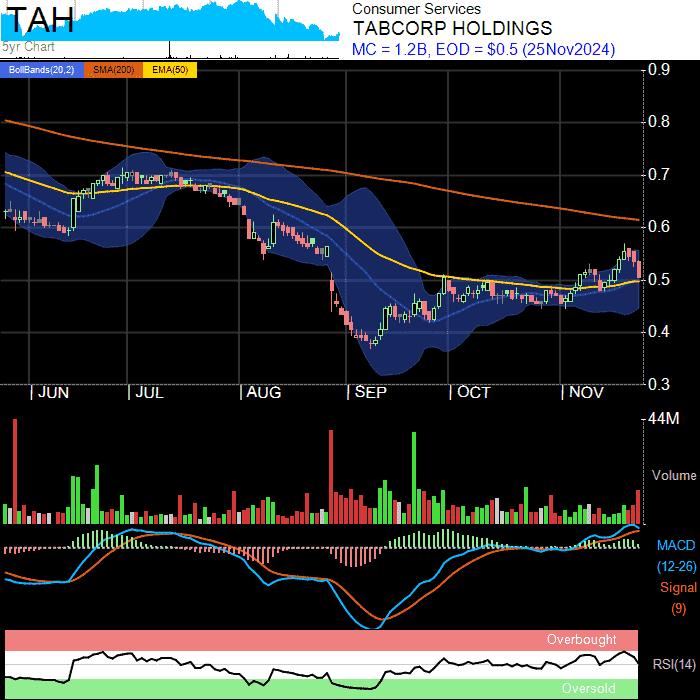 TAH
5yr Chart
Consumer Services
TABCORP HOLDINGS
MC = 1.2B, EOD = $0.5 (25Nov2024)
BollBands(20,2) SMA(200) EMA(50)
0.9
0.8
0.7
0.6
0.5
0.4
0.3
JUN JUL AUG SEP OCT NOV
44M
Volume
MACD
(12-26)
Signal
(9)
Overbought
RSI(14)
Oversold